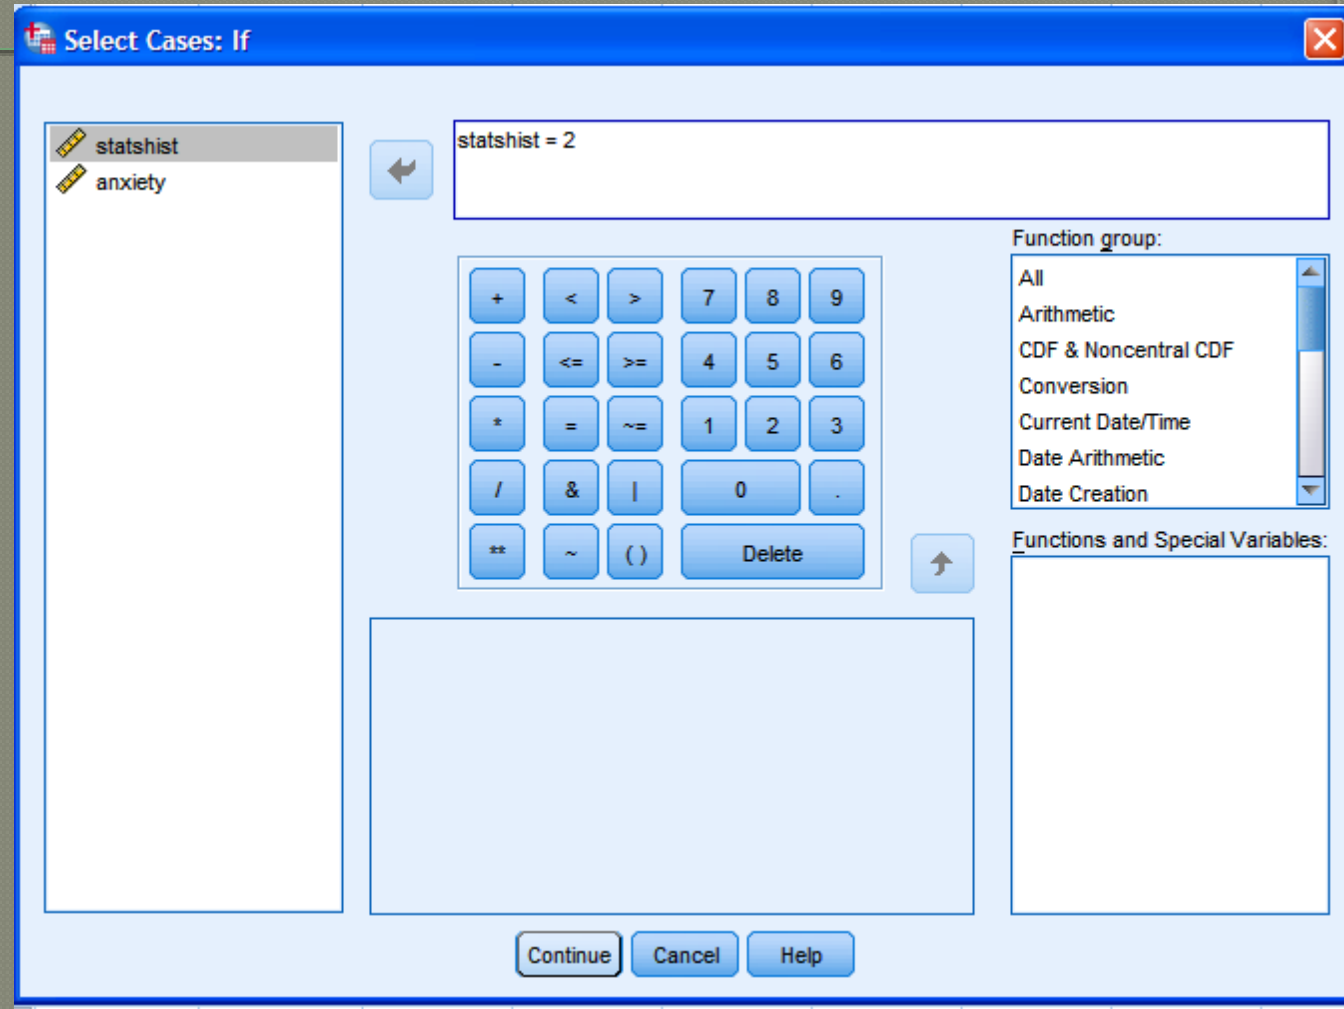 Select Cases: If
statshist
anxiety
statshist = 2
+ < > 7 8 9
- <= >= 4 5 6
* = ~= 1 2 3
/ & | 0 .
** ~ ( ) Delete
Function group:
All
Arithmetic
CDF & Noncentral CDF
Conversion
Current Date/Time
Date Arithmetic
Date Creation
Functions and Special Variables:
Continue Cancel Help